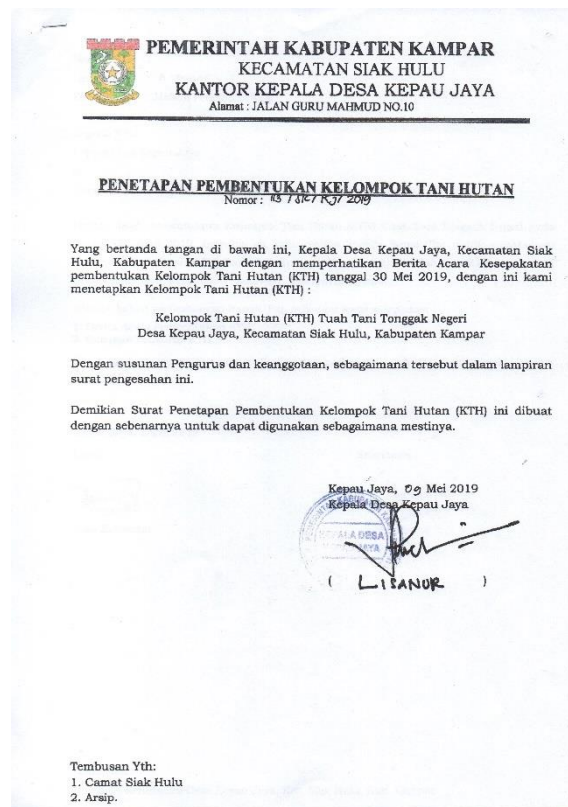 PEMERINTAH KABUPATEN KAMPAR
KECAMATAN SIAK HULU
KANTOR KEPALA DESA KEPAU JAYA
Alamat : JALAN GURU MAHMUD NO.10
PENETAPAN PEMBENTUKAN KELOMPOK TANI HUTAN
Nomor : /SK/KJ/ 2019
Yang bertanda tangan di bawah ini, Kepala Desa Kepau Jaya, Kecamatan Siak
Hulu, Kabupaten Kampar dengan memperhatikan Berita Acara Kesepakatan
pembentukan Kelompok Tani Hutan (KTH) tanggal 30 Mei 2019, dengan ini kami
menetapkan Kelompok Tani Hutan (KTH) :
Kelompok Tani Hutan (KTH) Tuah Tani Tonggak Negeri
Desa Kepau Jaya, Kecamatan Siak Hulu, Kabupaten Kampar
Dengan susunan Pengurus dan keanggotaan, sebagaimana tersebut dalam lampiran
surat pengesahan ini.
Demikian Surat Penetapan Pembentukan Kelompok Tani Hutan (KTH) ini dibuat
dengan sebenarnya untuk dapat digunakan sebagaimana mestinya.
Kepau Jaya, 09 Mei 2019
Kepala Desa Kepau Jaya
KEPALA DESA
( LISANUR )
Tembusan Yth:
1. Camat Siak Hulu
2. Arsip.